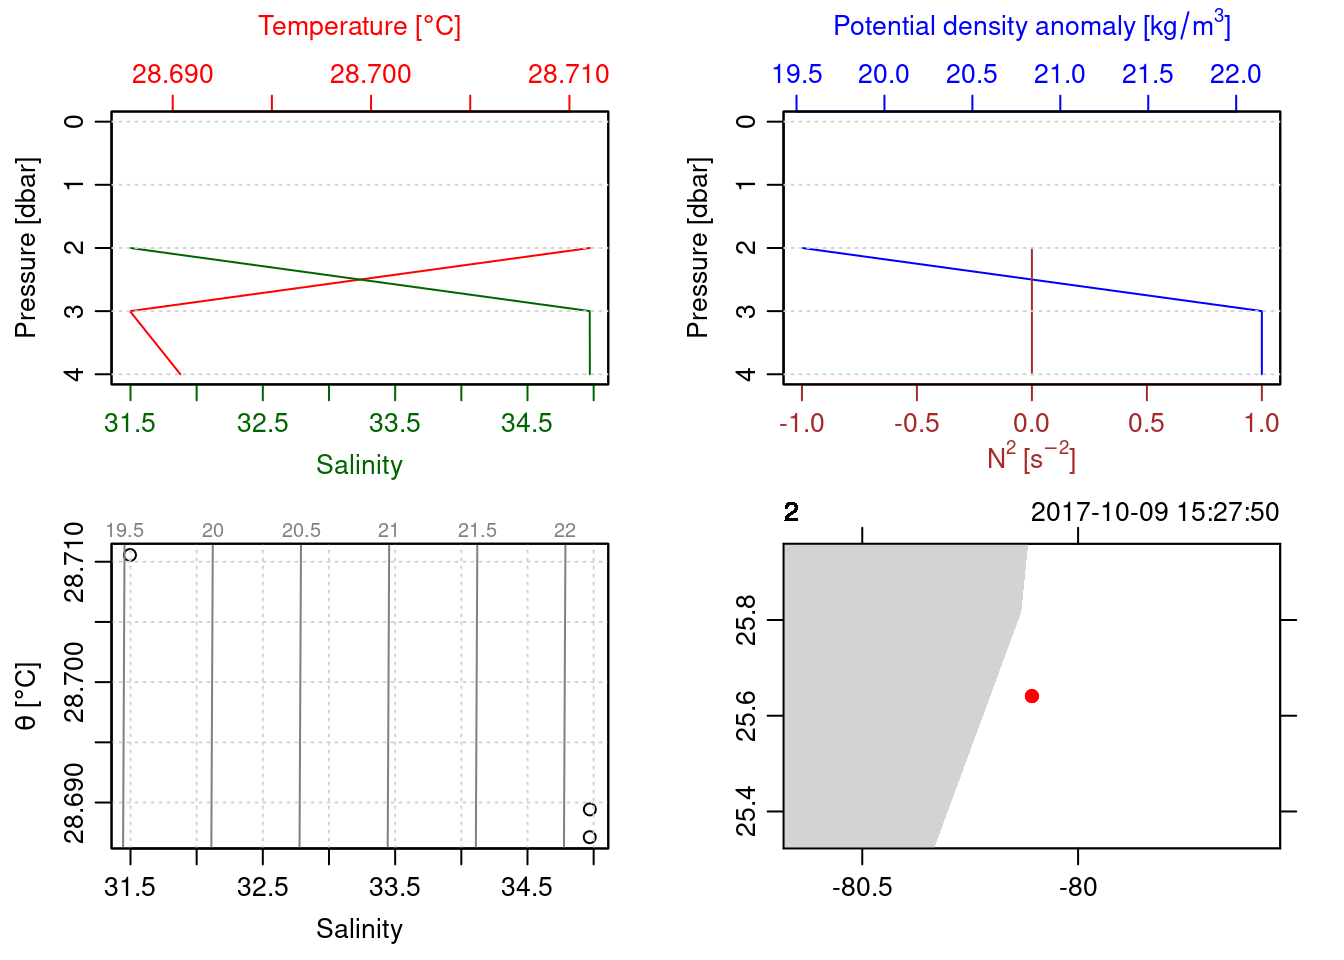 Temperature [°C]
28.690 28.700 28.710
Pressure [dbar]
0
1
2
3
4
31.5 32.5 33.5 34.5
Salinity
Potential density anomaly [kg/m³]
19.5 20.0 20.5 21.0 21.5 22.0
Pressure [dbar]
0
1
2
3
4
-1.0 -0.5 0.0 0.5 1.0
N² [s⁻²]
19.5 20 20.5 21 21.5 22
θ [°C]
28.710
28.700
28.690
31.5 32.5 33.5 34.5
Salinity
2 2017-10-09 15:27:50
25.8
25.6
25.4
-80.5 -80